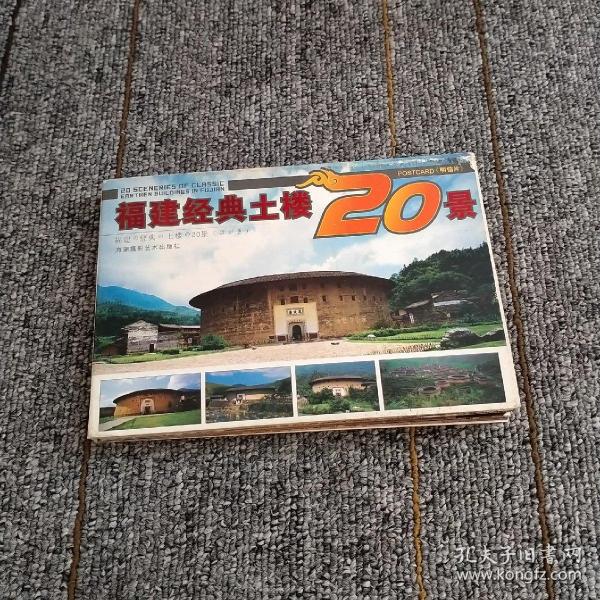 20 SCENERIES OF CLASSIC
EARTHEN BUILDINGS IN FUJIAN
POSTCARD（明信片）
福建经典土楼20景
海潮摄影艺术出版社
孔夫子旧书网
www.kongfz.com